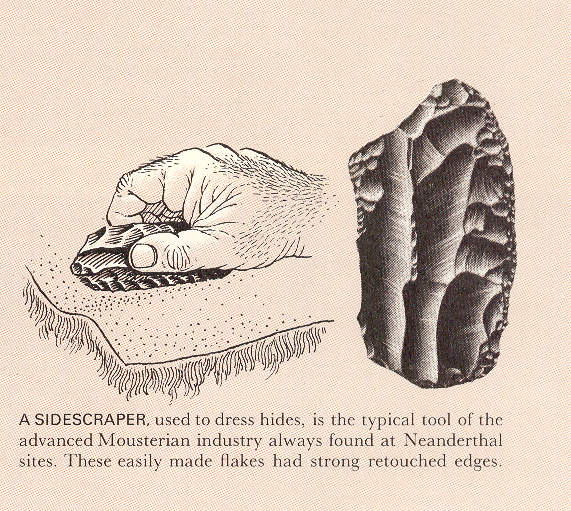 A SIDESCRAPER, used to dress hides, is the typical tool of the
advanced Mousterian industry always found at Neanderthal
sites. These easily made flakes had strong retouched edges.